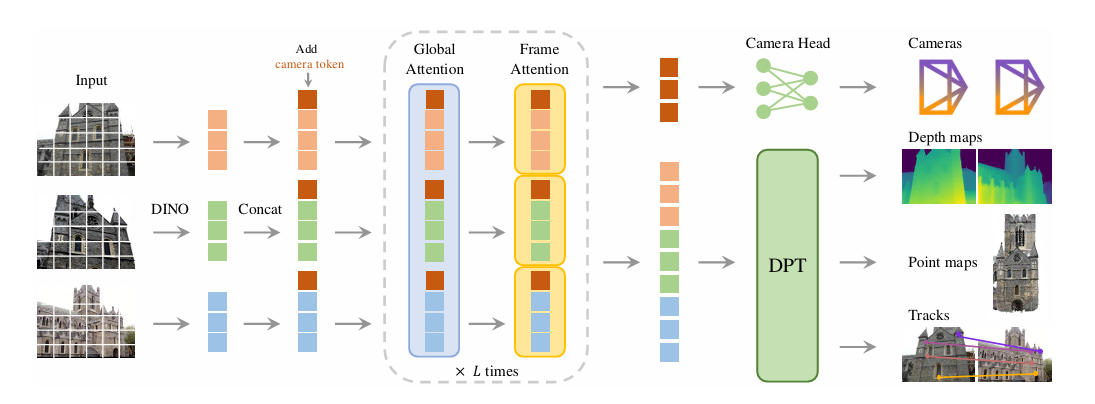 Input
DINO
Concat
Add
camera token
Global
Attention
Frame
Attention
× L times
Camera Head
DPT
Cameras
Depth maps
Point maps
Tracks